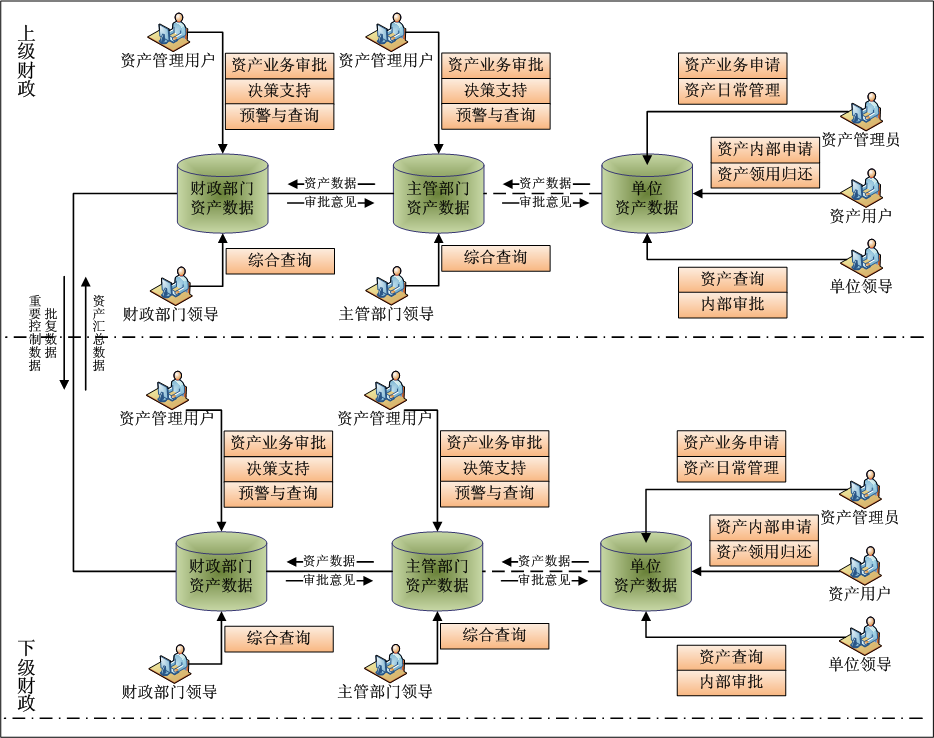 上级财政
资产管理用户
资产业务审批
决策支持
预警与查询
资产管理用户
资产业务审批
决策支持
预警与查询
资产业务申请
资产日常管理
资产管理员
资产内部申请
资产领用归还
资产用户
财政部门
资产数据
资产数据
审批意见
主管部门
资产数据
资产数据
审批意见
单位
资产数据
综合查询
财政部门领导
综合查询
主管部门领导
资产查询
内部审批
单位领导
批复数据
重要控制数据
资产汇总数据
资产管理用户
资产业务审批
决策支持
预警与查询
资产管理用户
资产业务审批
决策支持
预警与查询
资产业务申请
资产日常管理
资产管理员
资产内部申请
资产领用归还
资产用户
财政部门
资产数据
资产数据
审批意见
主管部门
资产数据
资产数据
审批意见
单位
资产数据
下级财政
综合查询
财政部门领导
综合查询
主管部门领导
资产查询
内部审批
单位领导